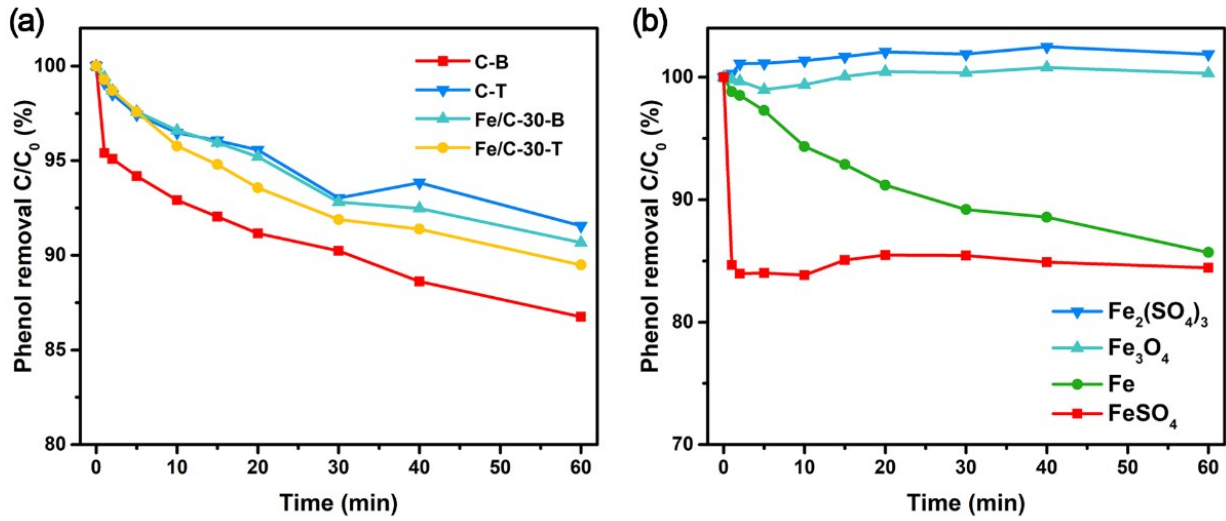 (a)
Phenol removal C/C₀ (%)
100
95
90
85
80
C-B
C-T
Fe/C-30-B
Fe/C-30-T
0 10 20 30 40 50 60
Time (min)
(b)
Phenol removal C/C₀ (%)
100
90
80
70
Fe₂(SO₄)₃
Fe₃O₄
Fe
FeSO₄
0 10 20 30 40 50 60
Time (min)